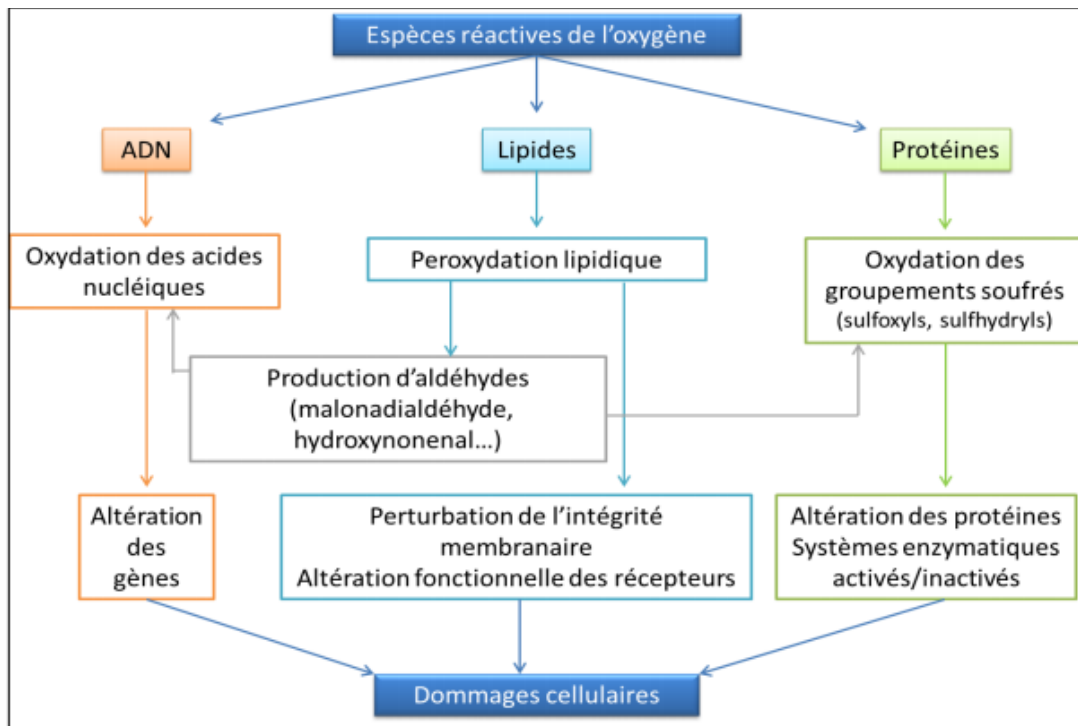 Espèces réactives de l'oxygène
ADN
Lipides
Protéines
Oxydation des acides
nucléiques
Peroxydation lipidique
Oxydation des
groupements soufrés
(sulfoxyls, sulfhydryls)
Production d'aldéhydes
(malonadialdéhyde,
hydroxynonenal...)
Altération
des
gènes
Perturbation de l'intégrité
membranaire
Altération fonctionnelle des récepteurs
Altération des protéines
Systèmes enzymatiques
activés/inactivés
Dommages cellulaires